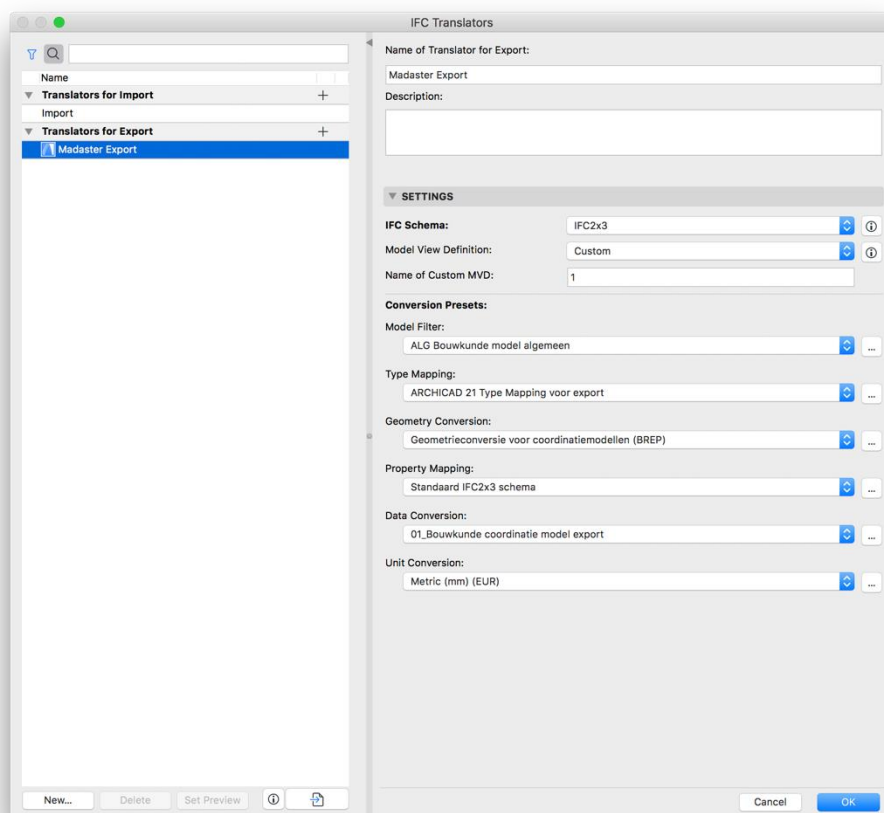 IFC Translators
Name
Translators for Import +
Import
Translators for Export +
Madaster Export
New...
Delete
Set Preview
Name of Translator for Export:
Madaster Export
Description:
SETTINGS
IFC Schema: IFC2x3
Model View Definition: Custom
Name of Custom MVD: 1
Conversion Presets:
Model Filter:
ALG Bouwkunde model algemeen ...
Type Mapping:
ARCHICAD 21 Type Mapping voor export ...
Geometry Conversion:
Geometrieconversie voor coordinatiemodellen (BREP) ...
Property Mapping:
Standaard IFC2x3 schema ...
Data Conversion:
01_Bouwkunde coordinatie model export ...
Unit Conversion:
Metric (mm) (EUR) ...
Cancel
OK